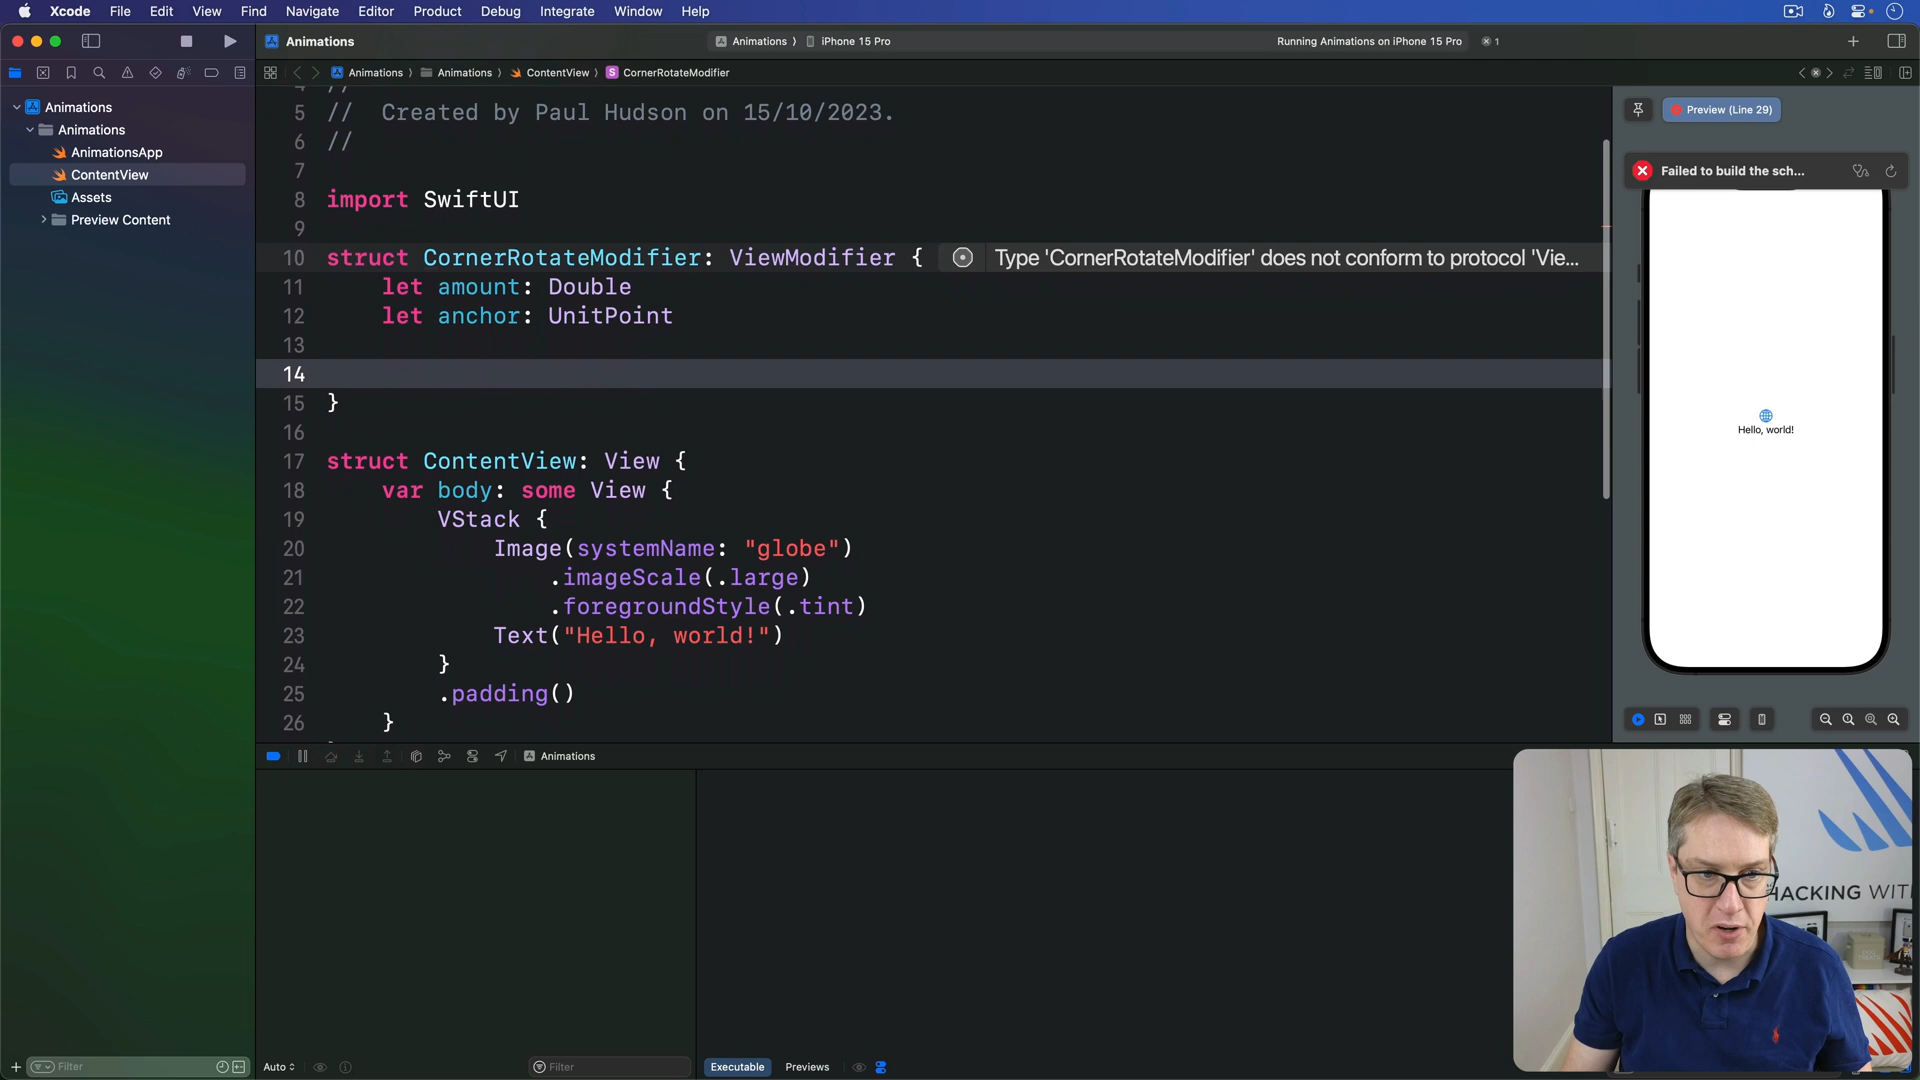 Xcode File Edit View Find Navigate Editor Product Debug Integrate Window Help
Animations
Animations 〉 iPhone 15 Pro
Running Animations on iPhone 15 Pro
1
Animations 〉 Animations 〉 ContentView 〉 S CornerRotateModifier
Animations
Animations
AnimationsApp
ContentView
Assets
Preview Content
4 //
5 // Created by Paul Hudson on 15/10/2023.
6 //
7
8 import SwiftUI
9
10 struct CornerRotateModifier: ViewModifier {
Type 'CornerRotateModifier' does not conform to protocol 'Vie...
11 let amount: Double
12 let anchor: UnitPoint
13
14
15 }
16
17 struct ContentView: View {
18 var body: some View {
19 VStack {
20 Image(systemName: "globe")
21 .imageScale(.large)
22 .foregroundStyle(.tint)
23 Text("Hello, world!")
24 }
25 .padding()
26 }
Preview (Line 29)
Failed to build the sch...
Hello, world!
Animations
HACKING WIT
Filter
Auto
Filter
Executable
Previews